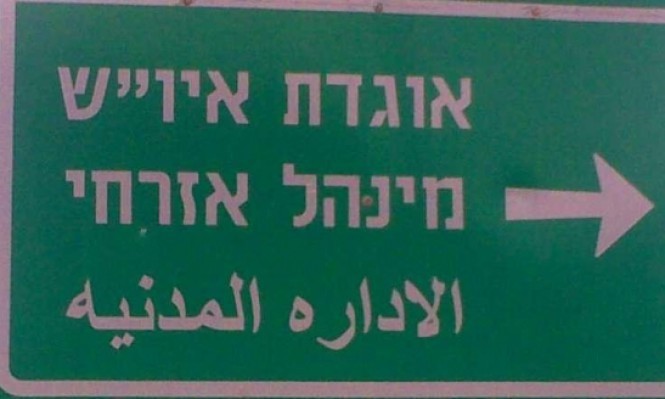 אוגדת איו״ש
מינהל אזרחי
الاداره المدنيه